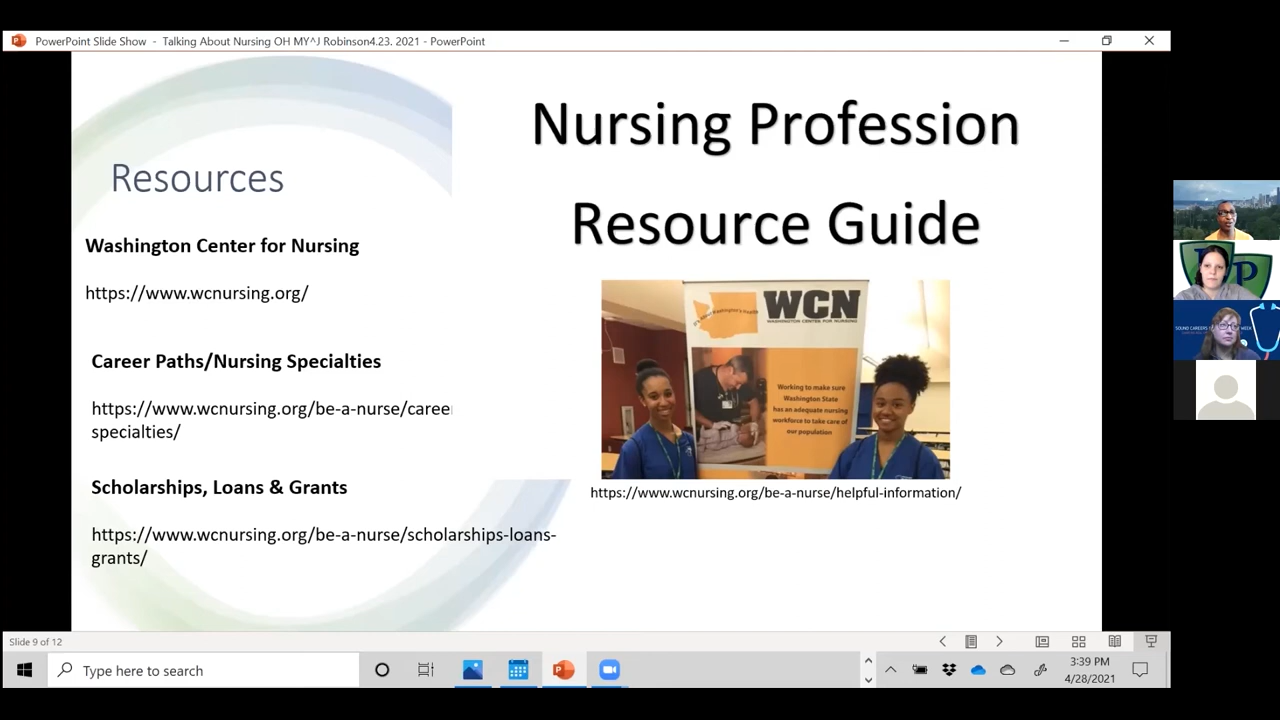 PowerPoint Slide Show - Talking About Nursing OH MY^J Robinson4.23. 2021 - PowerPoint
Nursing Profession
Resource Guide
Resources
Washington Center for Nursing
https://www.wcnursing.org/
Career Paths/Nursing Specialties
https://www.wcnursing.org/be-a-nurse/caree
specialties/
Scholarships, Loans & Grants
https://www.wcnursing.org/be-a-nurse/scholarships-loans-
grants/
WCN
WASHINGTON CENTER FOR NURSING
It's About Washington's Health
Working to make sure
Washington State
has an adequate nursing
workforce to take care of
our population
https://www.wcnursing.org/be-a-nurse/helpful-information/
Slide 9 of 12
Type here to search
3:39 PM
4/28/2021